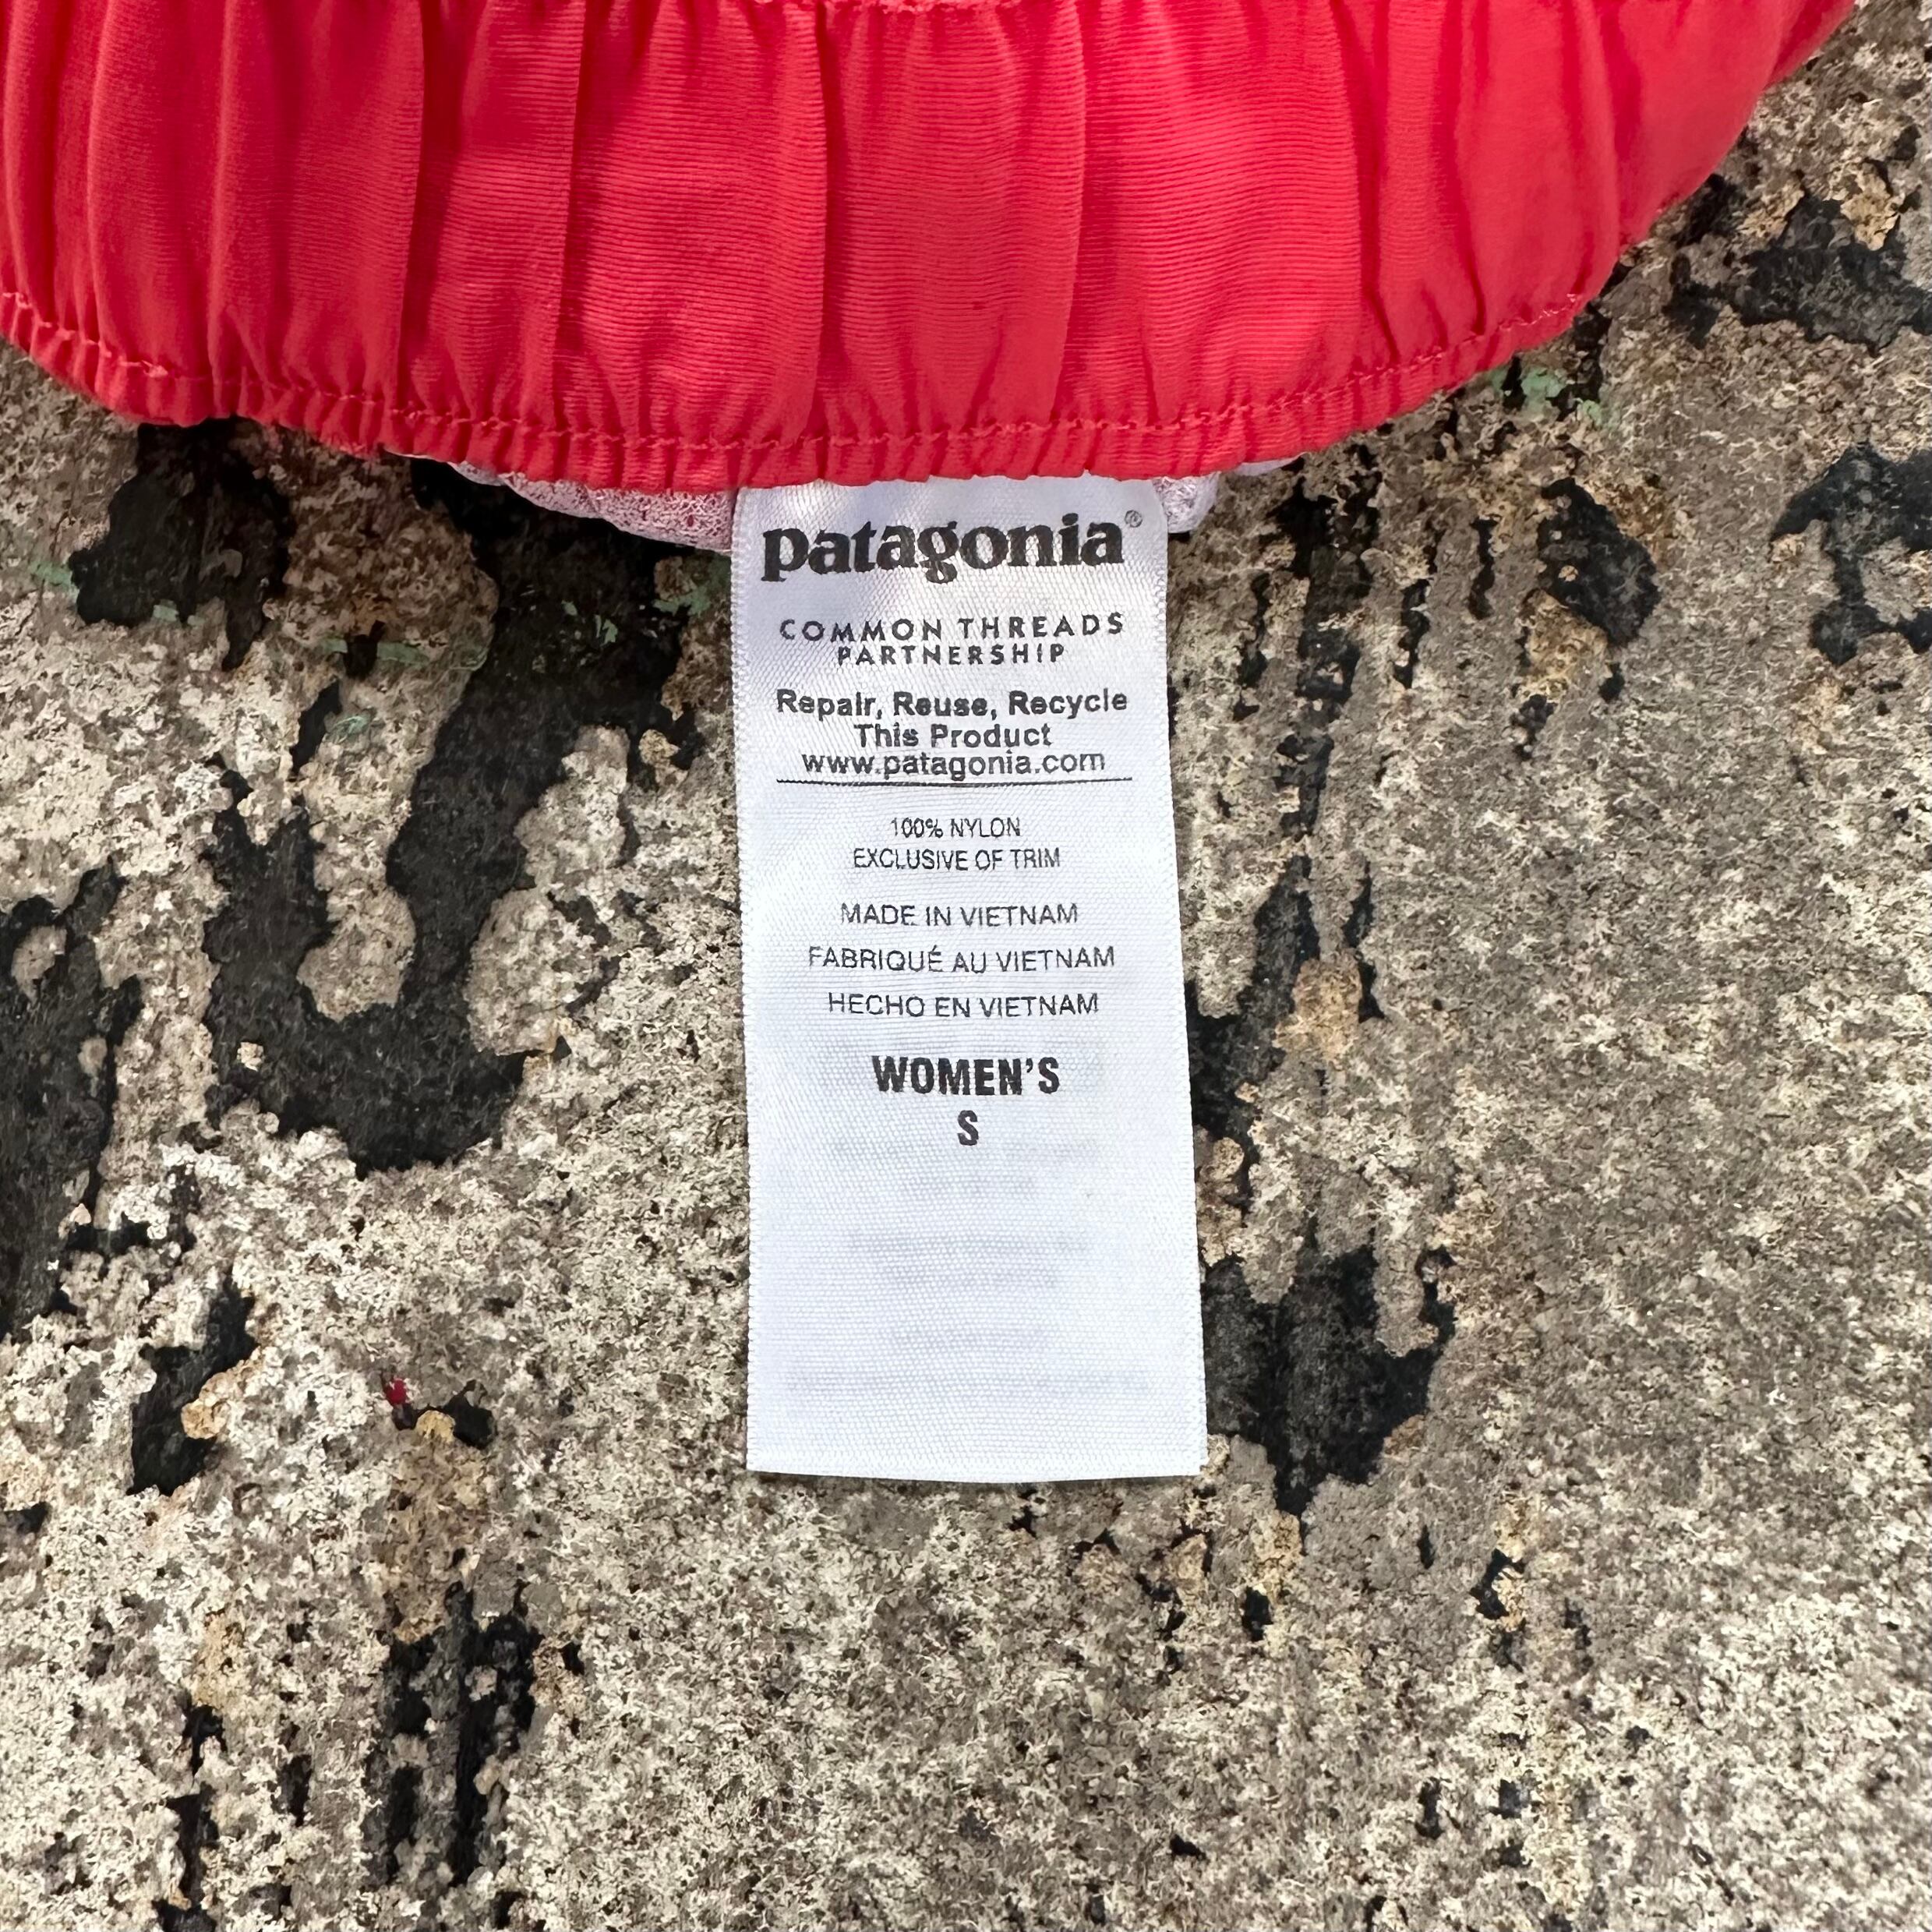 patagonia®
COMMON THREADS
PARTNERSHIP
Repair, Reuse, Recycle
This Product
www.patagonia.com
100% NYLON
EXCLUSIVE OF TRIM
MADE IN VIETNAM
FABRIQUÉ AU VIETNAM
HECHO EN VIETNAM
WOMEN'S
S